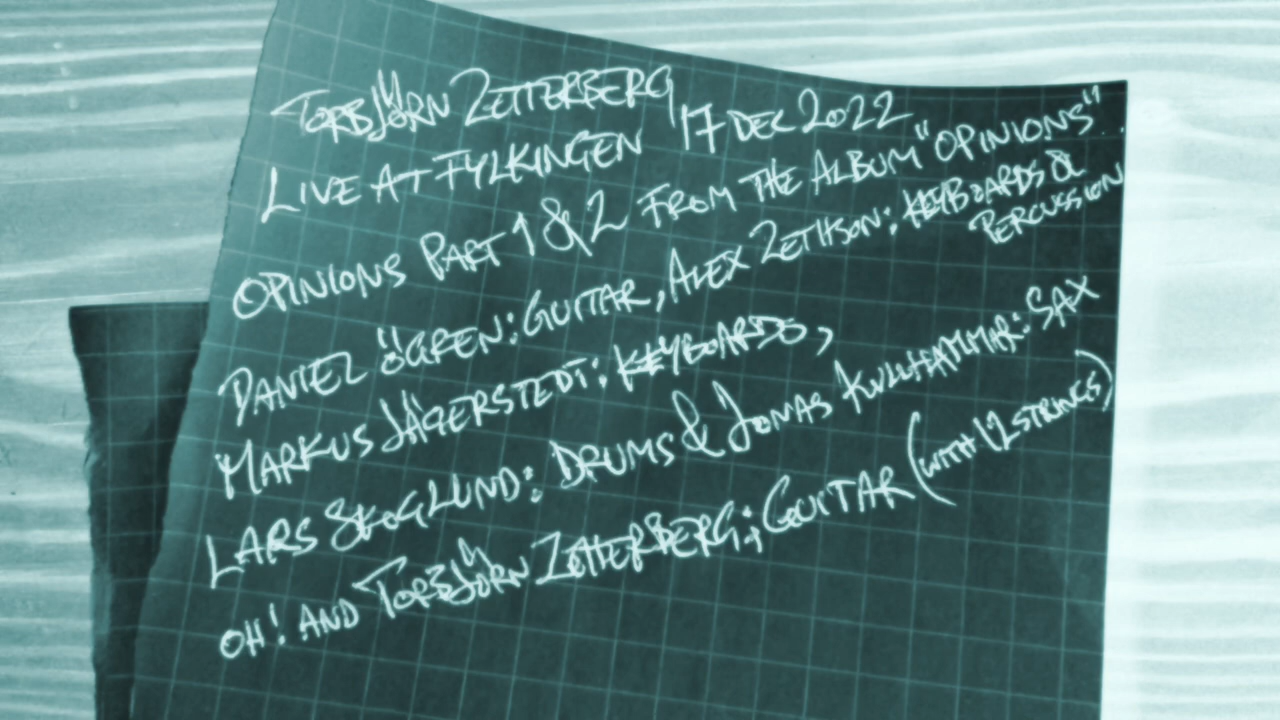 TORBJÖRN ZETTERBERG
LIVE AT FYLKINGEN 17 DEC 2022
OPINIONS PART 1 & 2 FROM THE ALBUM "OPINIONS"
DANIEL ÖGREN: GUITAR, ALEX ZETHSON: KEYBOARDS &
PERCUSSION
MARKUS JÄGERSTEDT: KEYBOARDS,
LARS SKOGLUND: DRUMS & JONAS KULLHAMMAR: SAX
OH! AND TORBJÖRN ZETTERBERG: GUITAR (WITH 12 STRINGS)